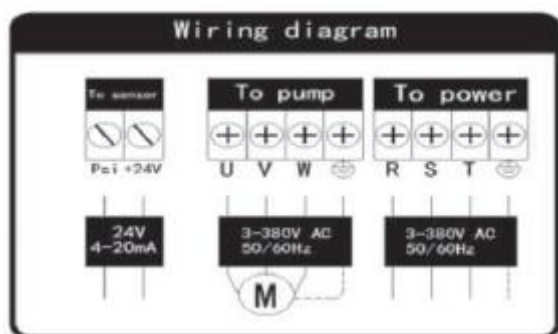 Wiring diagram
To sensor
To pump
To power
Pci +24V
U V W
R S T
24V
4-20mA
3-380V AC
50/60Hz
3-380V AC
50/60Hz
M